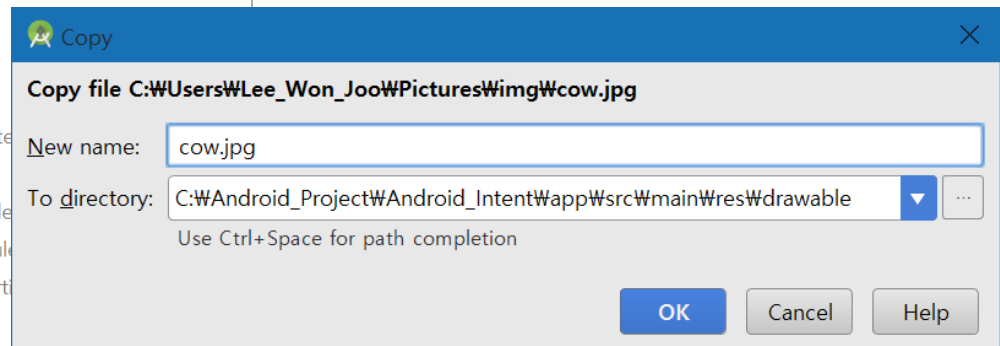 Copy
Copy file C:₩Users₩Lee_Won_Joo₩Pictures₩img₩cow.jpg
New name: cow.jpg
To directory: C:₩Android_Project₩Android_Intent₩app₩src₩main₩res₩drawable ...
Use Ctrl+Space for path completion
OK Cancel Help